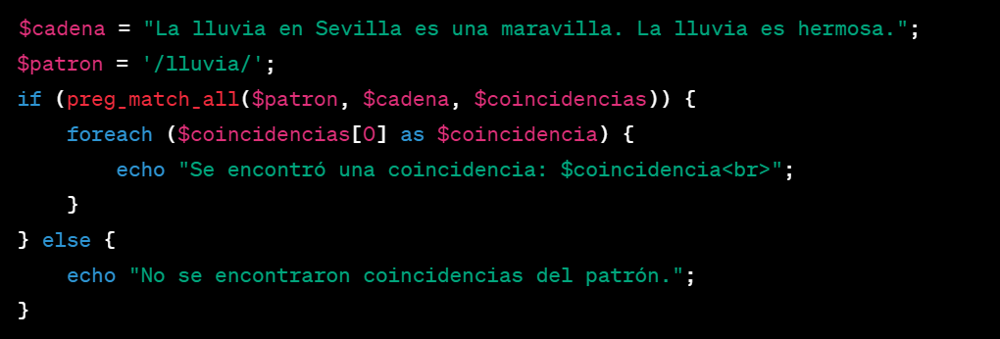 $cadena = "La lluvia en Sevilla es una maravilla. La lluvia es hermosa.";
$patron = '/lluvia/';
if (preg_match_all($patron, $cadena, $coincidencias)) {
    foreach ($coincidencias[0] as $coincidencia) {
        echo "Se encontró una coincidencia: $coincidencia<br>";
    }
} else {
    echo "No se encontraron coincidencias del patrón.";
}